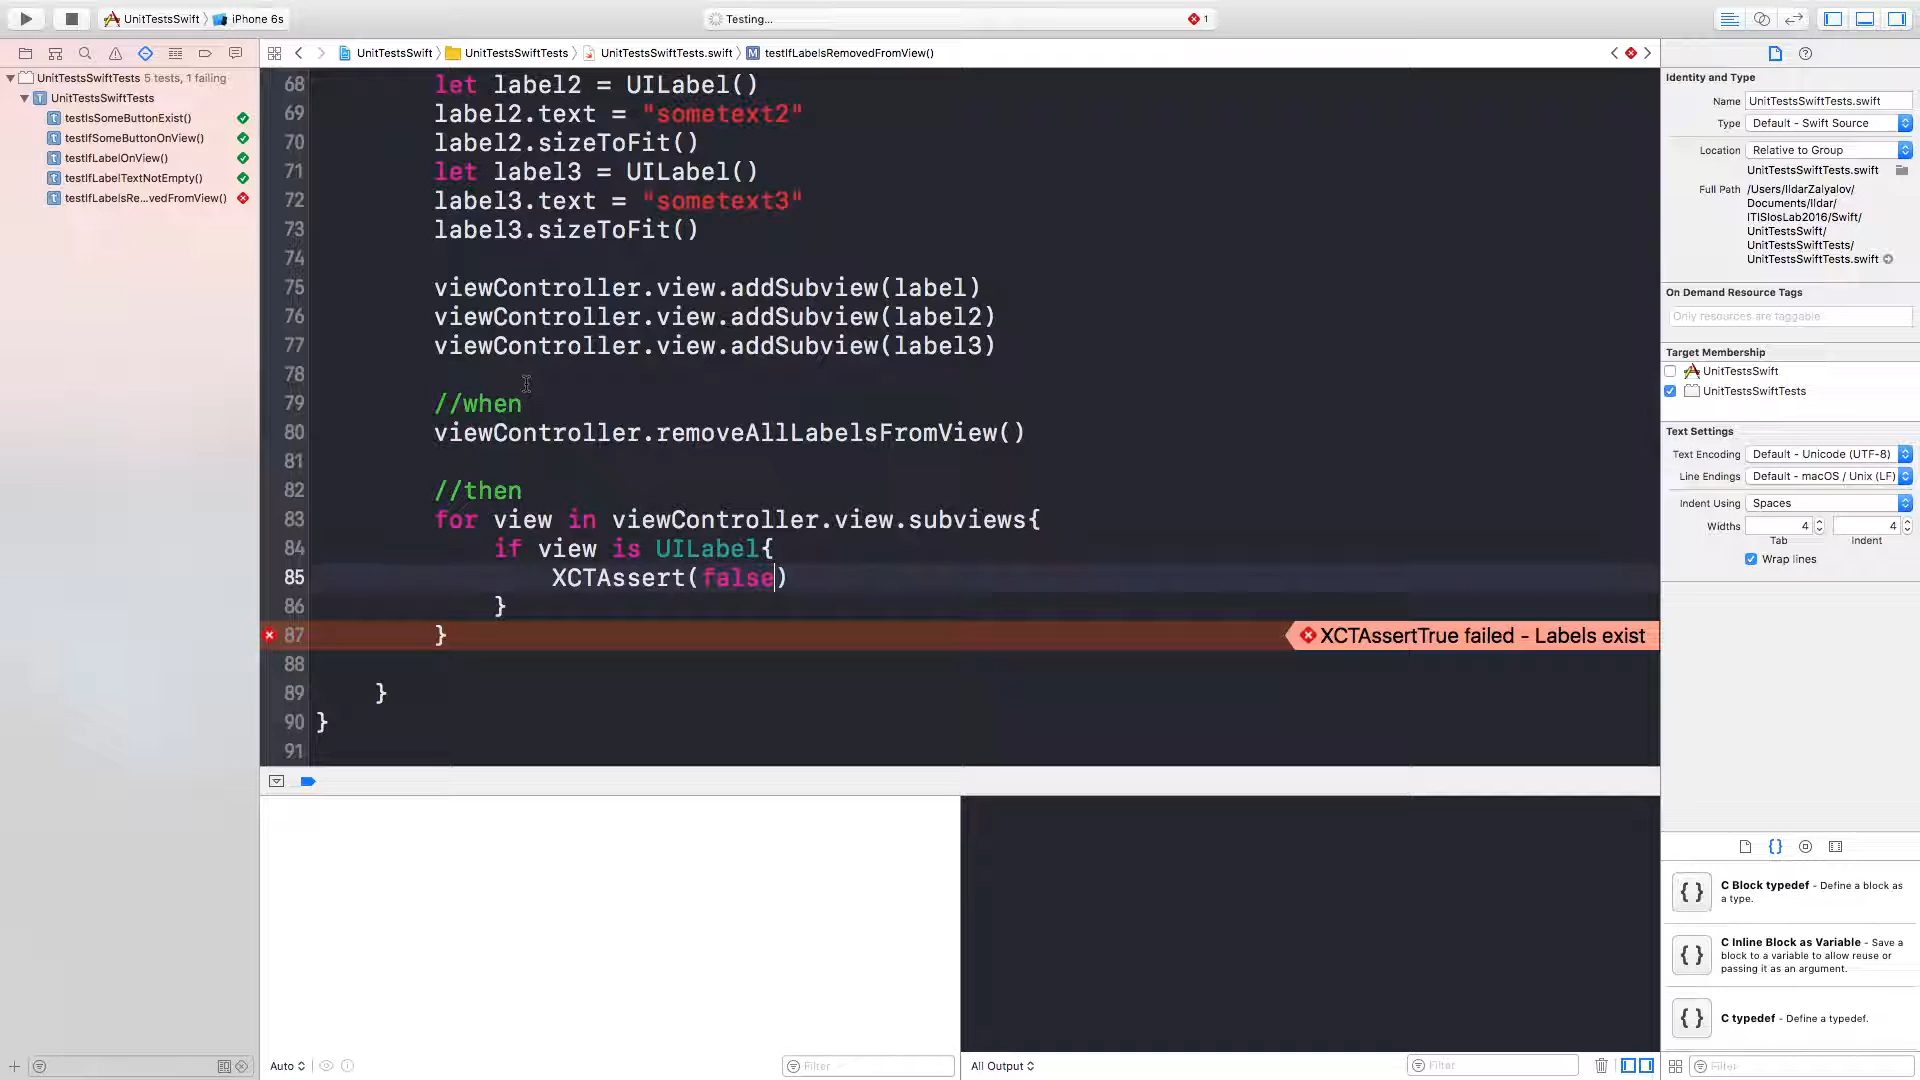 UnitTestsSwift iPhone 6s
Testing...
1
UnitTestsSwift UnitTestsSwiftTests UnitTestsSwiftTests.swift M testIfLabelsRemovedFromView()
UnitTestsSwiftTests 5 tests, 1 failing
T UnitTestsSwiftTests
t testIsSomeButtonExist()
t testIfSomeButtonOnView()
t testIfLabelOnView()
t testIfLabelTextNotEmpty()
t testIfLabelsRe...vedFromView()
68 let label2 = UILabel()
69 label2.text = "sometext2"
70 label2.sizeToFit()
71 let label3 = UILabel()
72 label3.text = "sometext3"
73 label3.sizeToFit()
74
75 viewController.view.addSubview(label)
76 viewController.view.addSubview(label2)
77 viewController.view.addSubview(label3)
78
79 //when
80 viewController.removeAllLabelsFromView()
81
82 //then
83 for view in viewController.view.subviews{
84 if view is UILabel{
85 XCTAssert(false)
86 }
87 } XCTAssertTrue failed - Labels exist
88
89 }
90 }
91
Auto
Filter
All Output
Filter
Identity and Type
Name UnitTestsSwiftTests.swift
Type Default - Swift Source
Location Relative to Group
UnitTestsSwiftTests.swift
Full Path /Users/IldarZalyalov/
Documents/Ildar/
ITISIosLab2016/Swift/
UnitTestsSwift/
UnitTestsSwiftTests/
UnitTestsSwiftTests.swift
On Demand Resource Tags
Only resources are taggable
Target Membership
UnitTestsSwift
UnitTestsSwiftTests
Text Settings
Text Encoding Default - Unicode (UTF-8)
Line Endings Default - macOS / Unix (LF)
Indent Using Spaces
Widths 4 4
Tab Indent
Wrap lines
{} C Block typedef - Define a block as
a type.
{} C Inline Block as Variable - Save a
block to a variable to allow reuse or
passing it as an argument.
{} C typedef - Define a typedef.
Filter